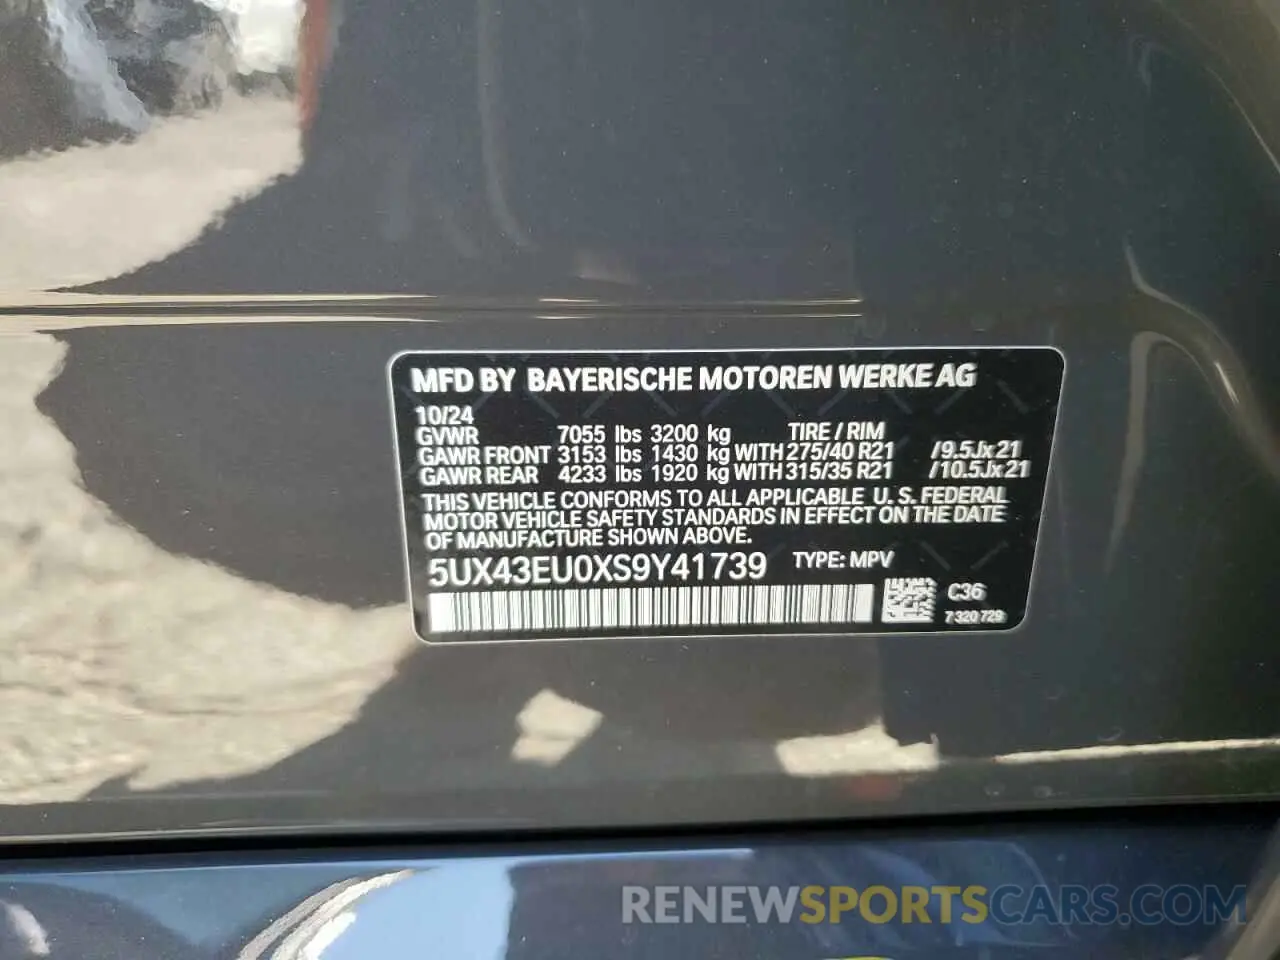 MFD BY BAYERISCHE MOTOREN WERKE AG
10/24
GVWR 7055 lbs 3200 kg TIRE / RIM
GAWR FRONT 3153 lbs 1430 kg WITH 275/40 R21 /9.5Jx21
GAWR REAR 4233 lbs 1920 kg WITH 315/35 R21 /10.5Jx21
THIS VEHICLE CONFORMS TO ALL APPLICABLE U. S. FEDERAL
MOTOR VEHICLE SAFETY STANDARDS IN EFFECT ON THE DATE
OF MANUFACTURE SHOWN ABOVE.
5UX43EU0XS9Y41739 TYPE: MPV
C36
7 320 729
RENEWSPORTSCARS.COM